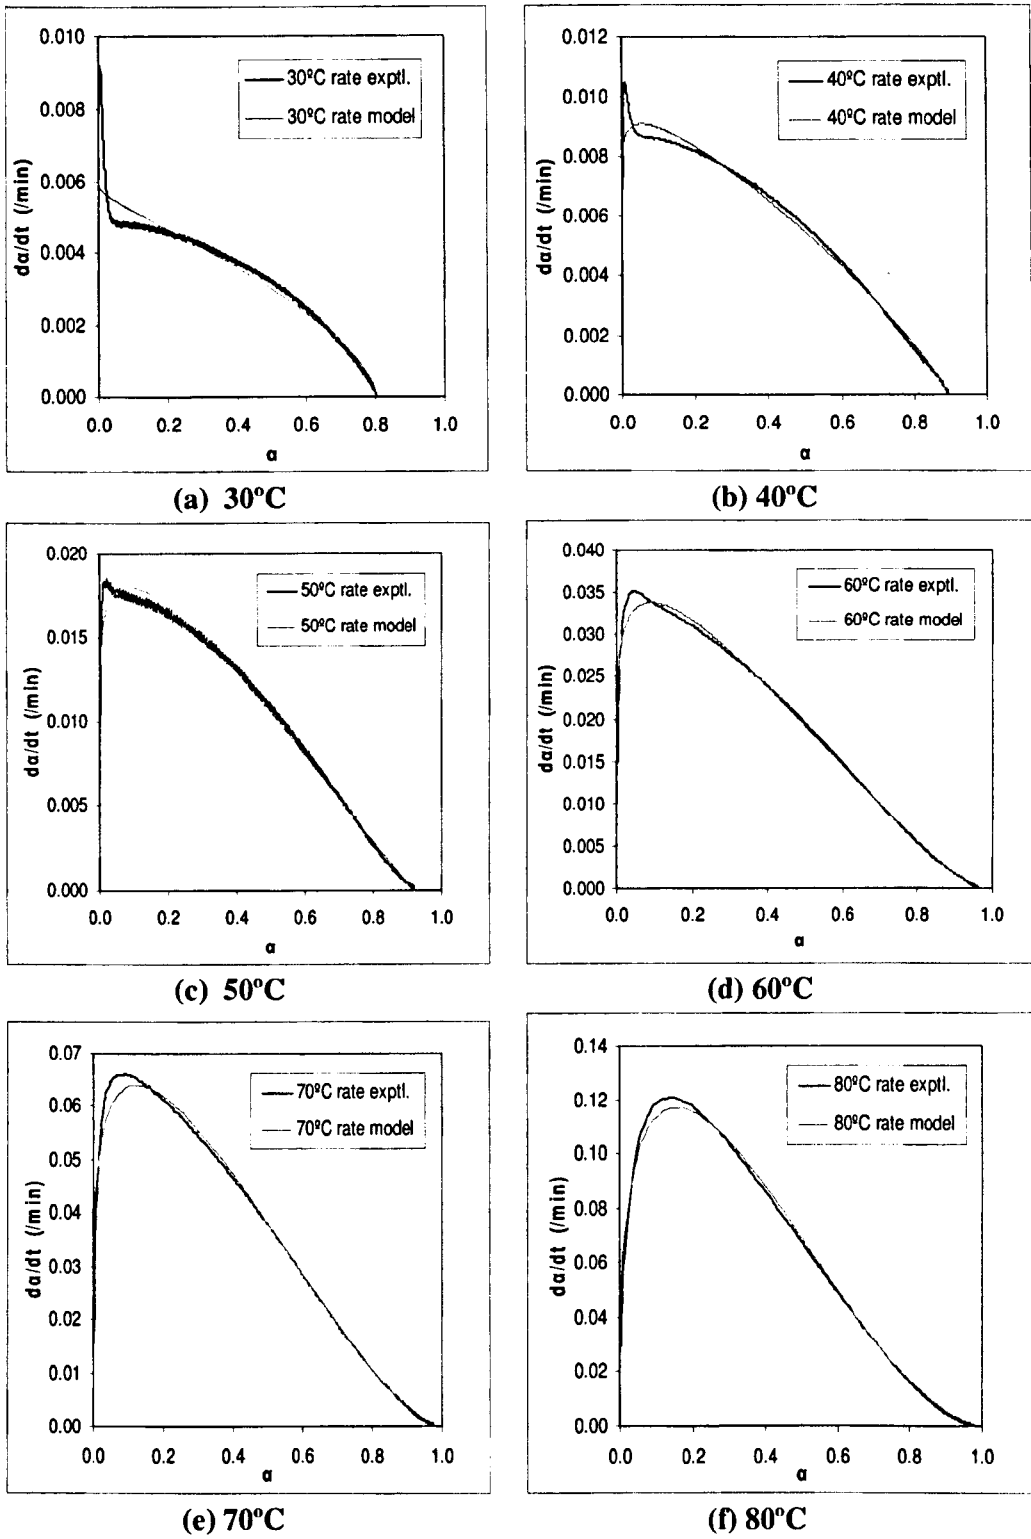 0.010
0.008
0.006
0.004
0.002
0.000
dα/dt (/min)
30ºC rate exptl.
30ºC rate model
0.0 0.2 0.4 0.6 0.8 1.0
α
(a) 30ºC
0.012
0.010
0.008
0.006
0.004
0.002
0.000
dα/dt (/min)
40ºC rate exptl.
40ºC rate model
0.0 0.2 0.4 0.6 0.8 1.0
α
(b) 40ºC
0.020
0.015
0.010
0.005
0.000
dα/dt (/min)
50ºC rate exptl.
50ºC rate model
0.0 0.2 0.4 0.6 0.8 1.0
α
(c) 50ºC
0.040
0.035
0.030
0.025
0.020
0.015
0.010
0.005
0.000
dα/dt (/min)
60ºC rate exptl.
60ºC rate model
0.0 0.2 0.4 0.6 0.8 1.0
α
(d) 60ºC
0.07
0.06
0.05
0.04
0.03
0.02
0.01
0.00
dα/dt (/min)
70ºC rate exptl.
70ºC rate model
0.0 0.2 0.4 0.6 0.8 1.0
α
(e) 70ºC
0.14
0.12
0.10
0.08
0.06
0.04
0.02
0.00
dα/dt (/min)
80ºC rate exptl.
80ºC rate model
0.0 0.2 0.4 0.6 0.8 1.0
α
(f) 80ºC